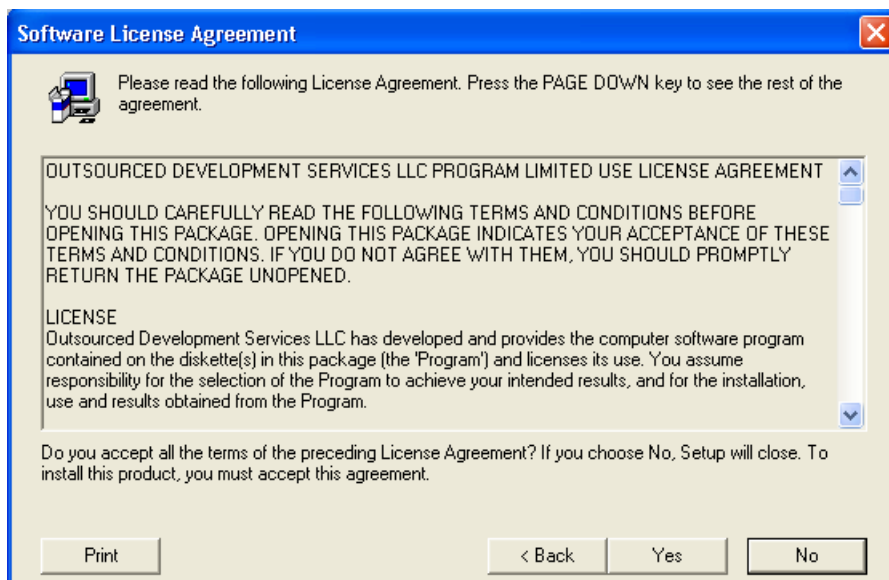 Software License Agreement
Please read the following License Agreement. Press the PAGE DOWN key to see the rest of the
agreement.
OUTSOURCED DEVELOPMENT SERVICES LLC PROGRAM LIMITED USE LICENSE AGREEMENT
YOU SHOULD CAREFULLY READ THE FOLLOWING TERMS AND CONDITIONS BEFORE
OPENING THIS PACKAGE. OPENING THIS PACKAGE INDICATES YOUR ACCEPTANCE OF THESE
TERMS AND CONDITIONS. IF YOU DO NOT AGREE WITH THEM, YOU SHOULD PROMPTLY
RETURN THE PACKAGE UNOPENED.
LICENSE
Outsourced Development Services LLC has developed and provides the computer software program
contained on the diskette(s) in this package (the 'Program') and licenses its use. You assume
responsibility for the selection of the Program to achieve your intended results, and for the installation,
use and results obtained from the Program.
Do you accept all the terms of the preceding License Agreement? If you choose No, Setup will close. To
install this product, you must accept this agreement.
Print
< Back
Yes
No